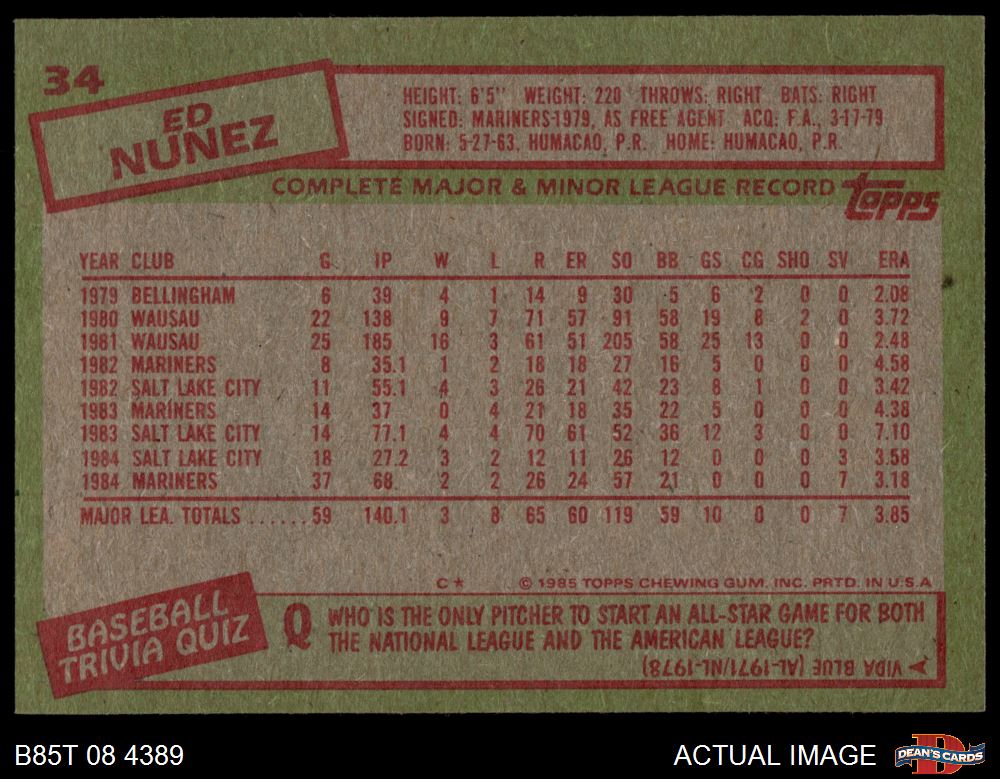 34
ED
NUNEZ
HEIGHT: 6'5" WEIGHT: 220 THROWS: RIGHT BATS: RIGHT
SIGNED: MARINERS-1979, AS FREE AGENT ACQ: F.A., 3-17-79
BORN: 5-27-63, HUMACAO, P.R. HOME: HUMACAO, P.R.
COMPLETE MAJOR & MINOR LEAGUE RECORD topps
YEAR CLUB G IP W L R ER SO BB GS CG SHO SV ERA
1979 BELLINGHAM 6 39 4 1 14 9 30 5 6 2 0 0 2.08
1980 WAUSAU 22 138 9 7 71 57 91 58 19 8 2 0 3.72
1981 WAUSAU 25 185 16 3 61 51 205 58 25 13 0 0 2.48
1982 MARINERS 8 35.1 1 2 18 18 27 16 5 0 0 0 4.58
1982 SALT LAKE CITY 11 55.1 4 3 26 21 42 23 8 1 0 0 3.42
1983 MARINERS 14 37 0 4 21 18 35 22 5 0 0 0 4.38
1983 SALT LAKE CITY 14 77.1 4 4 70 61 52 36 12 3 0 0 7.10
1984 SALT LAKE CITY 18 27.2 3 2 12 11 26 12 0 0 0 3 3.58
1984 MARINERS 37 68 2 2 26 24 57 21 0 0 0 7 3.18
MAJOR LEA. TOTALS ...... 59 140.1 3 8 65 60 119 59 10 0 0 7 3.85
C* © 1985 TOPPS CHEWING GUM, INC. PRTD. IN U.S.A
BASEBALL
TRIVIA QUIZ
Q WHO IS THE ONLY PITCHER TO START AN ALL-STAR GAME FOR BOTH
THE NATIONAL LEAGUE AND THE AMERICAN LEAGUE?
A VIDA BLUE (AL-1971/NL-1978)
B85T 08 4389
ACTUAL IMAGE
D
DEAN'S CARDS